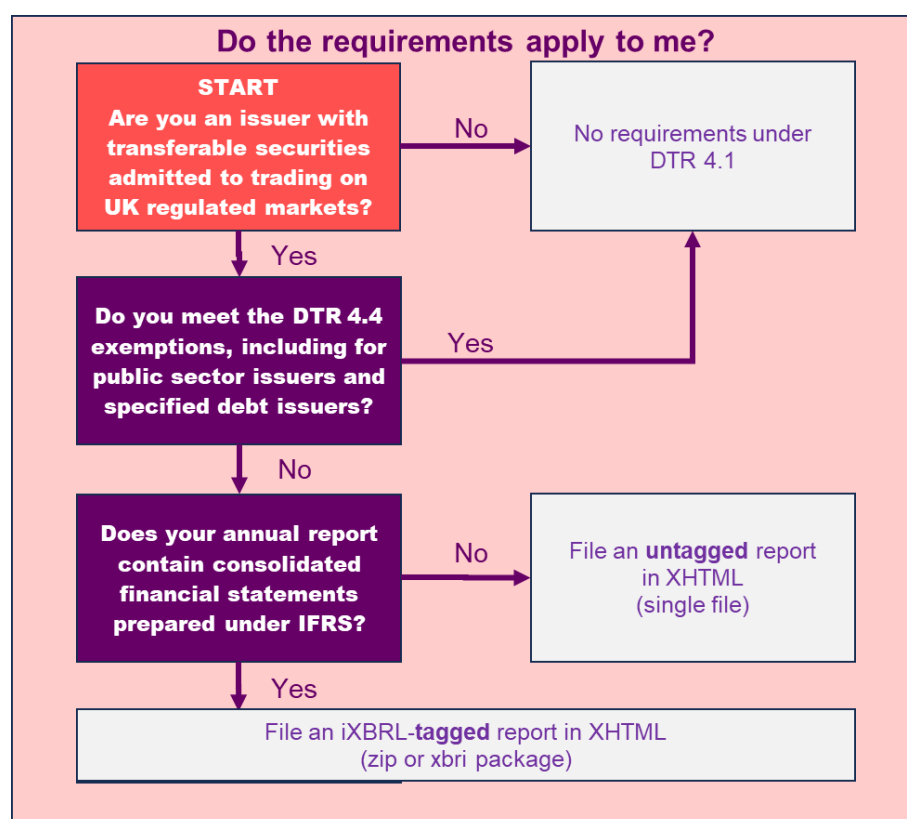 Do the requirements apply to me?
START
Are you an issuer with
transferable securities
admitted to trading on
UK regulated markets?
No
No requirements under
DTR 4.1
Yes
Do you meet the DTR 4.4
exemptions, including for
public sector issuers and
specified debt issuers?
Yes
No
Does your annual report
contain consolidated
financial statements
prepared under IFRS?
No
File an untagged report
in XHTML
(single file)
Yes
File an iXBRL-tagged report in XHTML
(zip or xbri package)